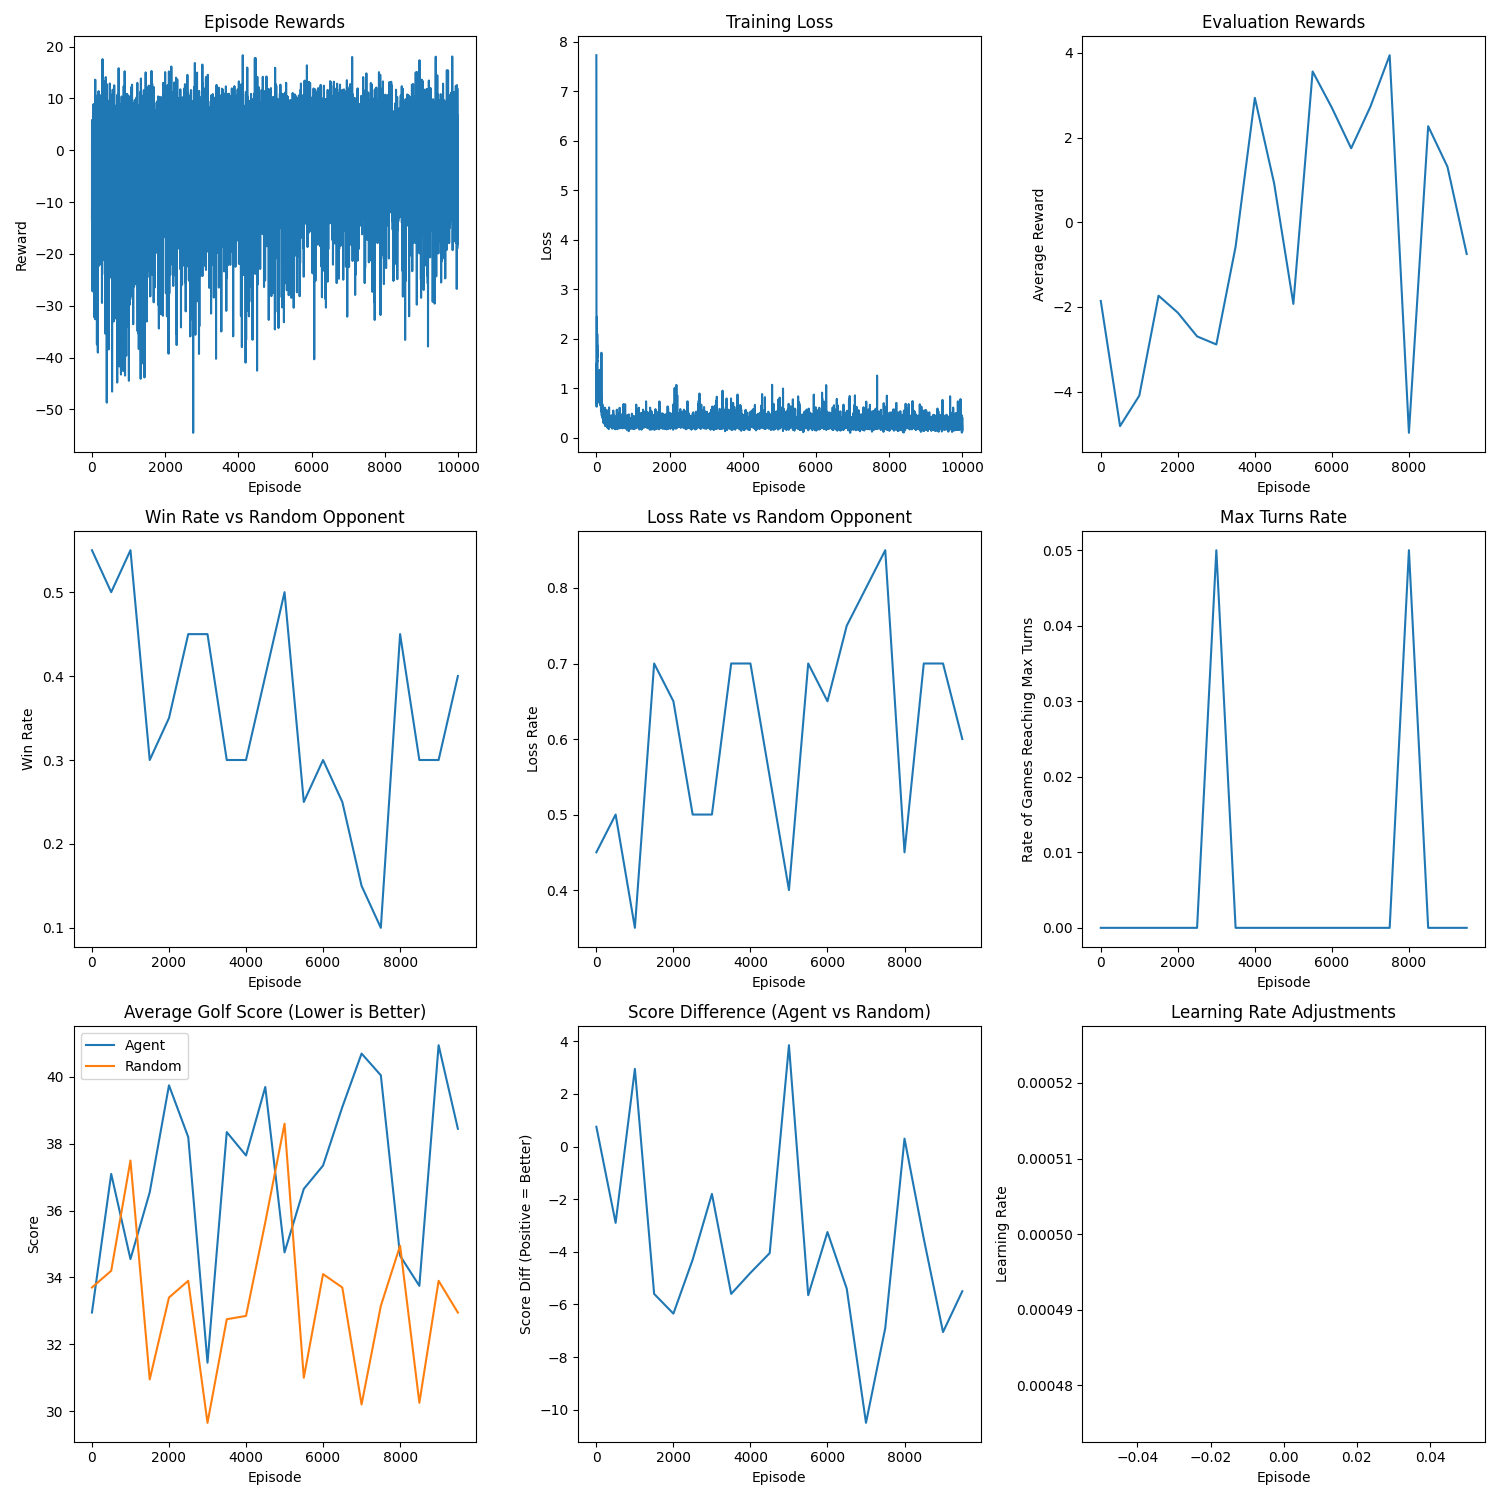 Episode Rewards
Reward
20
10
0
−10
−20
−30
−40
−50
0 2000 4000 6000 8000 10000
Episode
Training Loss
Loss
8
7
6
5
4
3
2
1
0
0 2000 4000 6000 8000 10000
Episode
Evaluation Rewards
Average Reward
4
2
0
−2
−4
0 2000 4000 6000 8000
Episode
Win Rate vs Random Opponent
Win Rate
0.5
0.4
0.3
0.2
0.1
0 2000 4000 6000 8000
Episode
Loss Rate vs Random Opponent
Loss Rate
0.8
0.7
0.6
0.5
0.4
0 2000 4000 6000 8000
Episode
Max Turns Rate
Rate of Games Reaching Max Turns
0.05
0.04
0.03
0.02
0.01
0.00
0 2000 4000 6000 8000
Episode
Average Golf Score (Lower is Better)
Agent
Random
Score
40
38
36
34
32
30
0 2000 4000 6000 8000
Episode
Score Difference (Agent vs Random)
Score Diff (Positive = Better)
4
2
0
−2
−4
−6
−8
−10
0 2000 4000 6000 8000
Episode
Learning Rate Adjustments
Learning Rate
0.00052
0.00051
0.00050
0.00049
0.00048
−0.04 −0.02 0.00 0.02 0.04
Episode